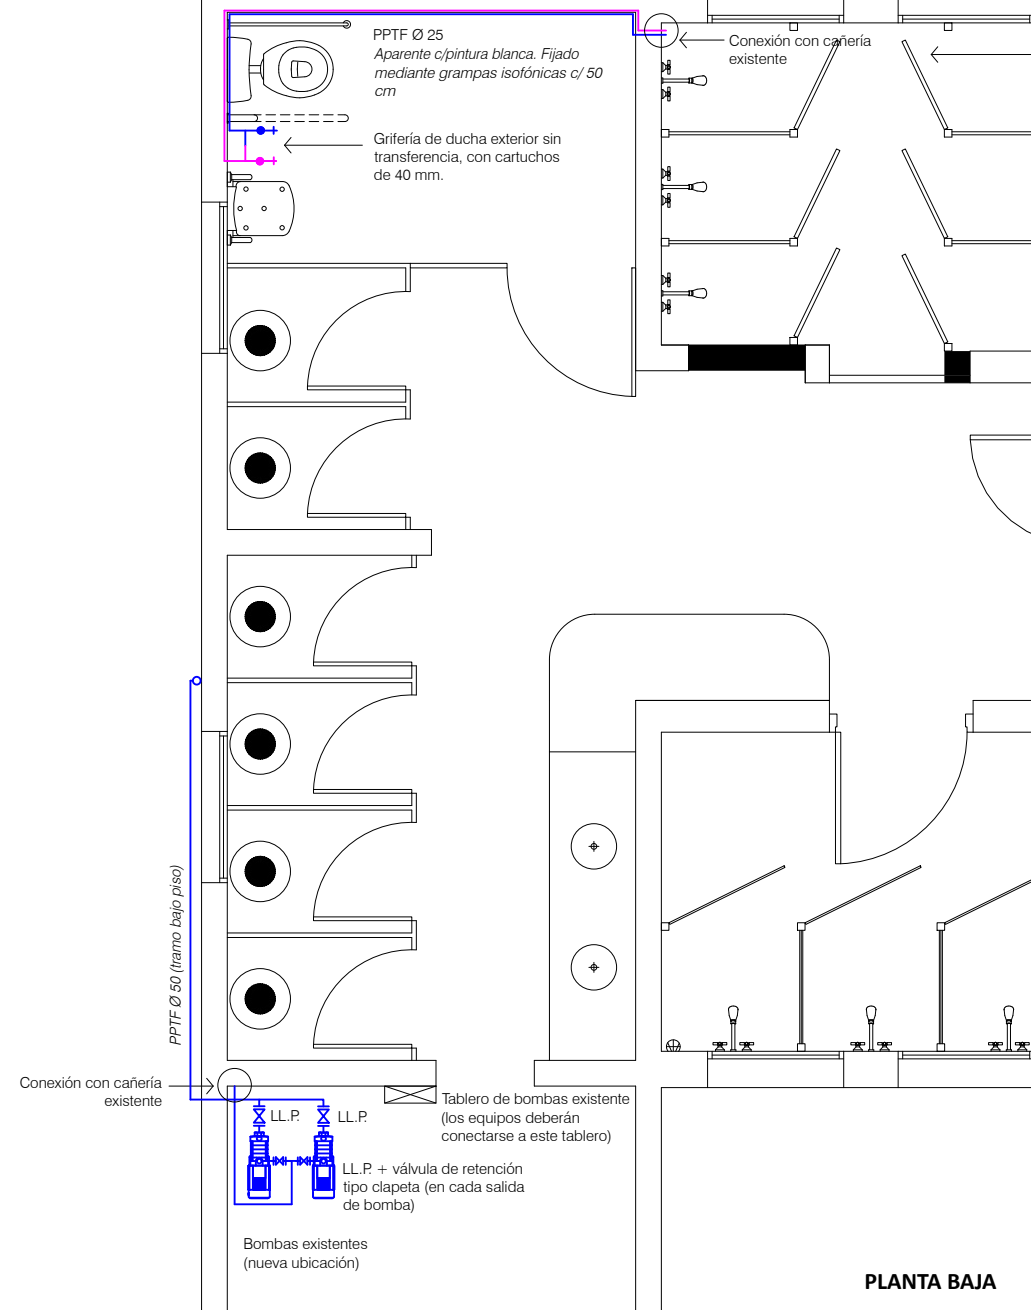 PPTF Ø 25
Aparente c/pintura blanca. Fijado
mediante grampas isofónicas c/ 50
cm
Conexión con cañería
existente
Grifería de ducha exterior sin
transferencia, con cartuchos
de 40 mm.
PPTF Ø 50 (tramo bajo piso)
Conexión con cañería
existente
Tablero de bombas existente
(los equipos deberán
conectarse a este tablero)
LL.P.
LL.P.
LL.P. + válvula de retención
tipo clapeta (en cada salida
de bomba)
Bombas existentes
(nueva ubicación)
PLANTA BAJA